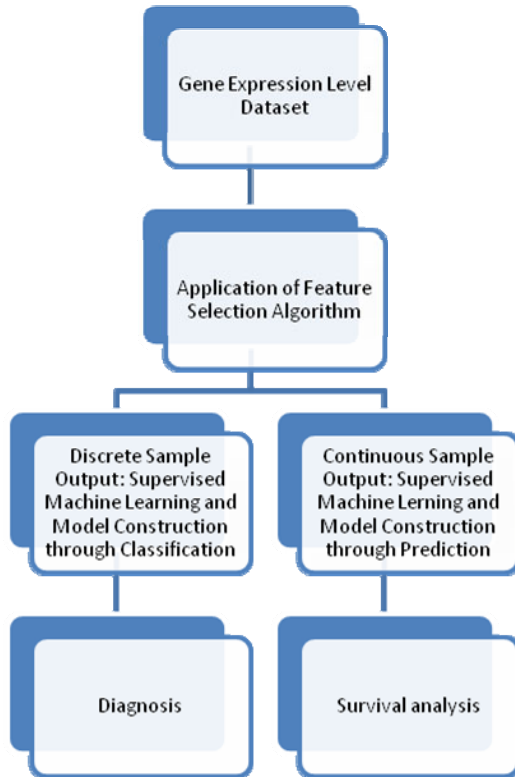 Gene Expression Level
Dataset
Application of Feature
Selection Algorithm
Discrete Sample
Output: Supervised
Machine Learning and
Model Construction
through Classification
Continuous Sample
Output: Supervised
Machine Lerning and
Model Construction
through Prediction
Diagnosis
Survival analysis